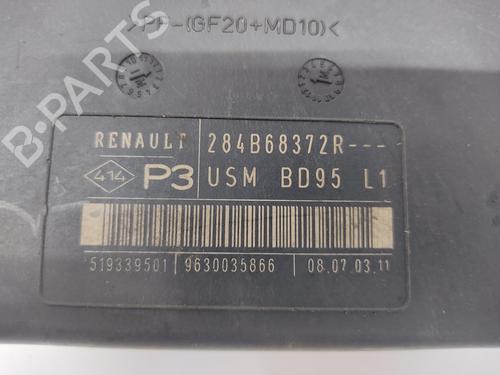 >PP-(GF20+MD10)<
RENAULT 284B68372R---
414 P3 USM BD95 L1
519339501 9630035866 08.07 03.11
B-PARTS